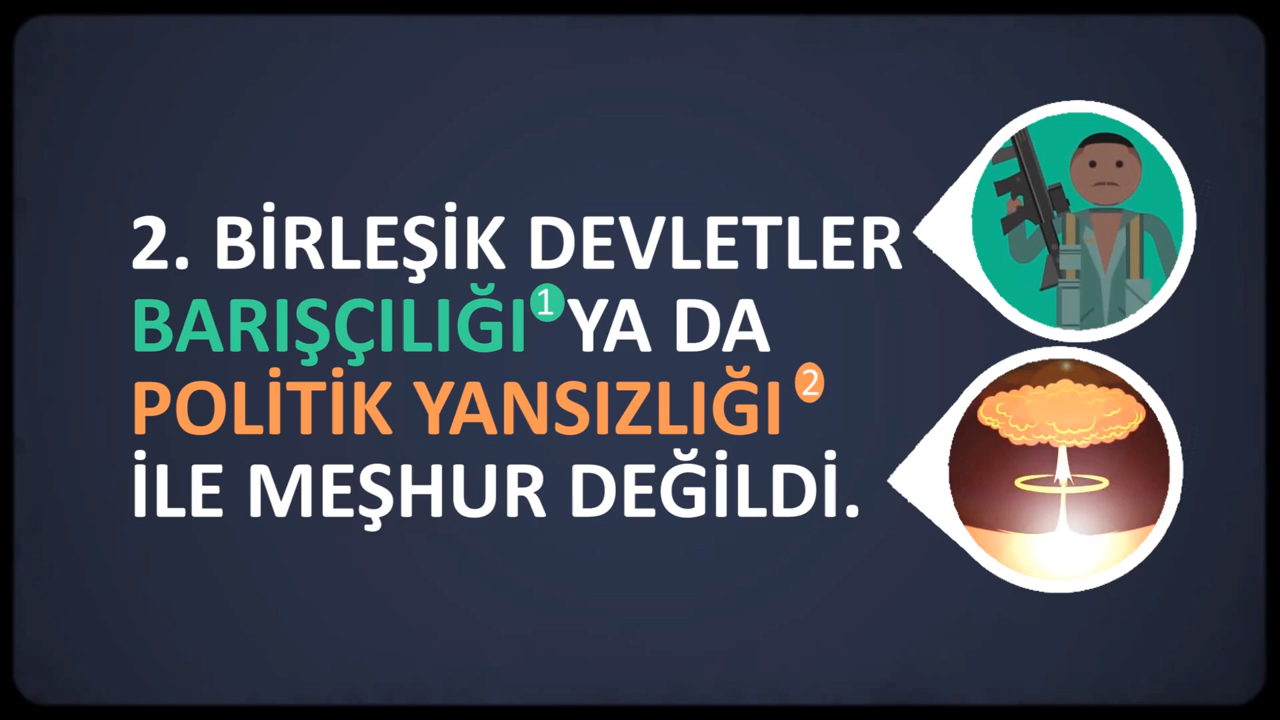 2. BİRLEŞİK DEVLETLER
BARIŞÇILIĞI 1 YA DA
POLİTİK YANSIZLIĞI 2
İLE MEŞHUR DEĞİLDİ.